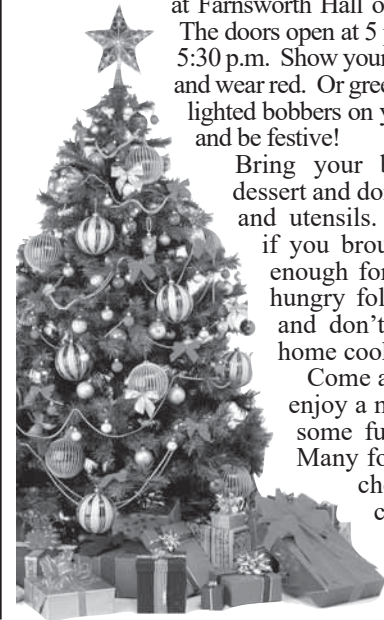 at Farnsworth Hall o
The doors open at 5
5:30 p.m. Show your
and wear red. Or gree
lighted bobbers on
and be festive!
Bring your
dessert and do
and utensils.
if you brou
enough for
hungry fol
and don't
home cool
Come a
enjoy a
some fu
Many fo
ch
c